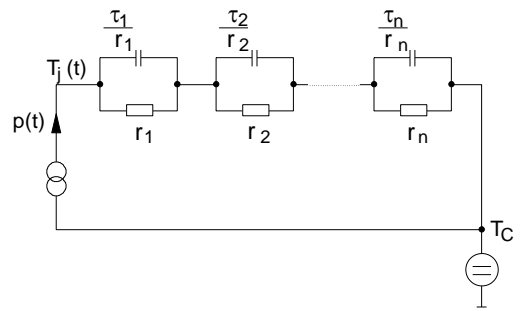 τ1/r1 τ2/r2 τn/rn
Tj(t)
r1 r2 rn
p(t)
TC